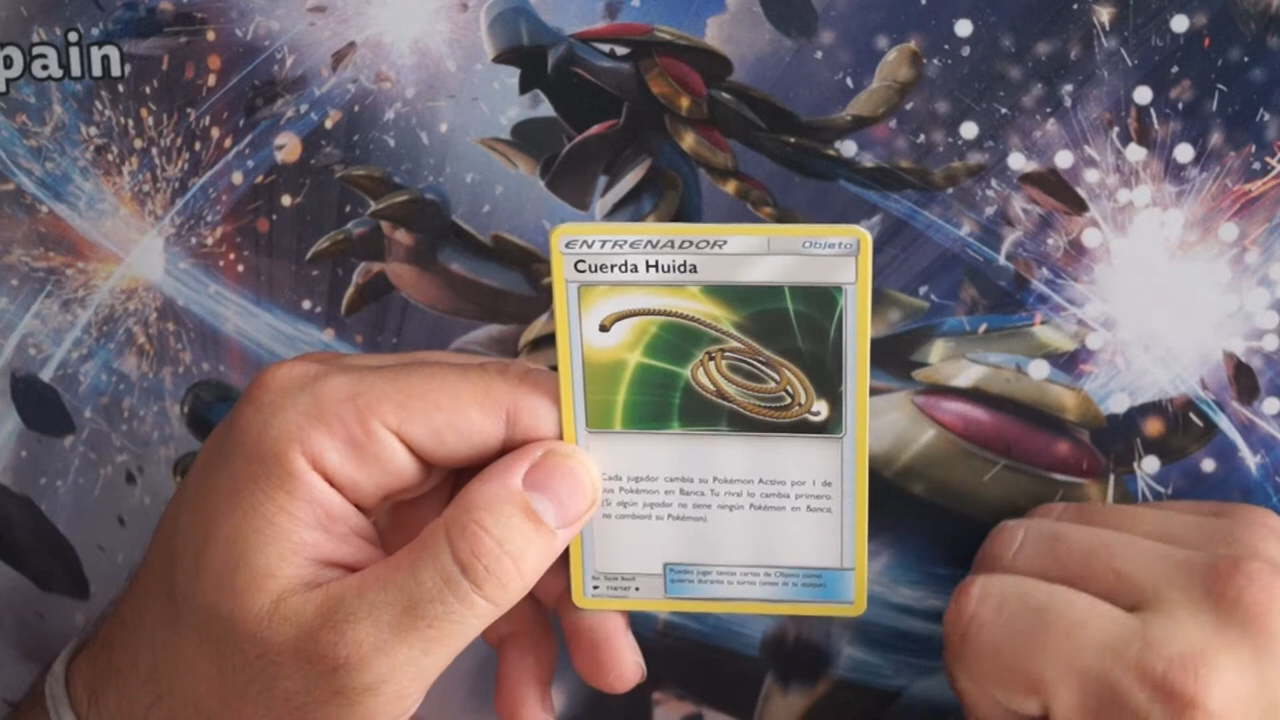 pain
ENTRENADOR
Objeto
Cuerda Huida
Cada jugador cambia su Pokémon Activo por 1 de
sus Pokémon en Banca. Tu rival lo cambia primero.
(Si algún jugador no tiene ningún Pokémon en Banca,
no cambiará su Pokémon).
Puedes jugar tantas cartas de Objeto como
quieras durante tu turno (antes de tu ataque).
114/147